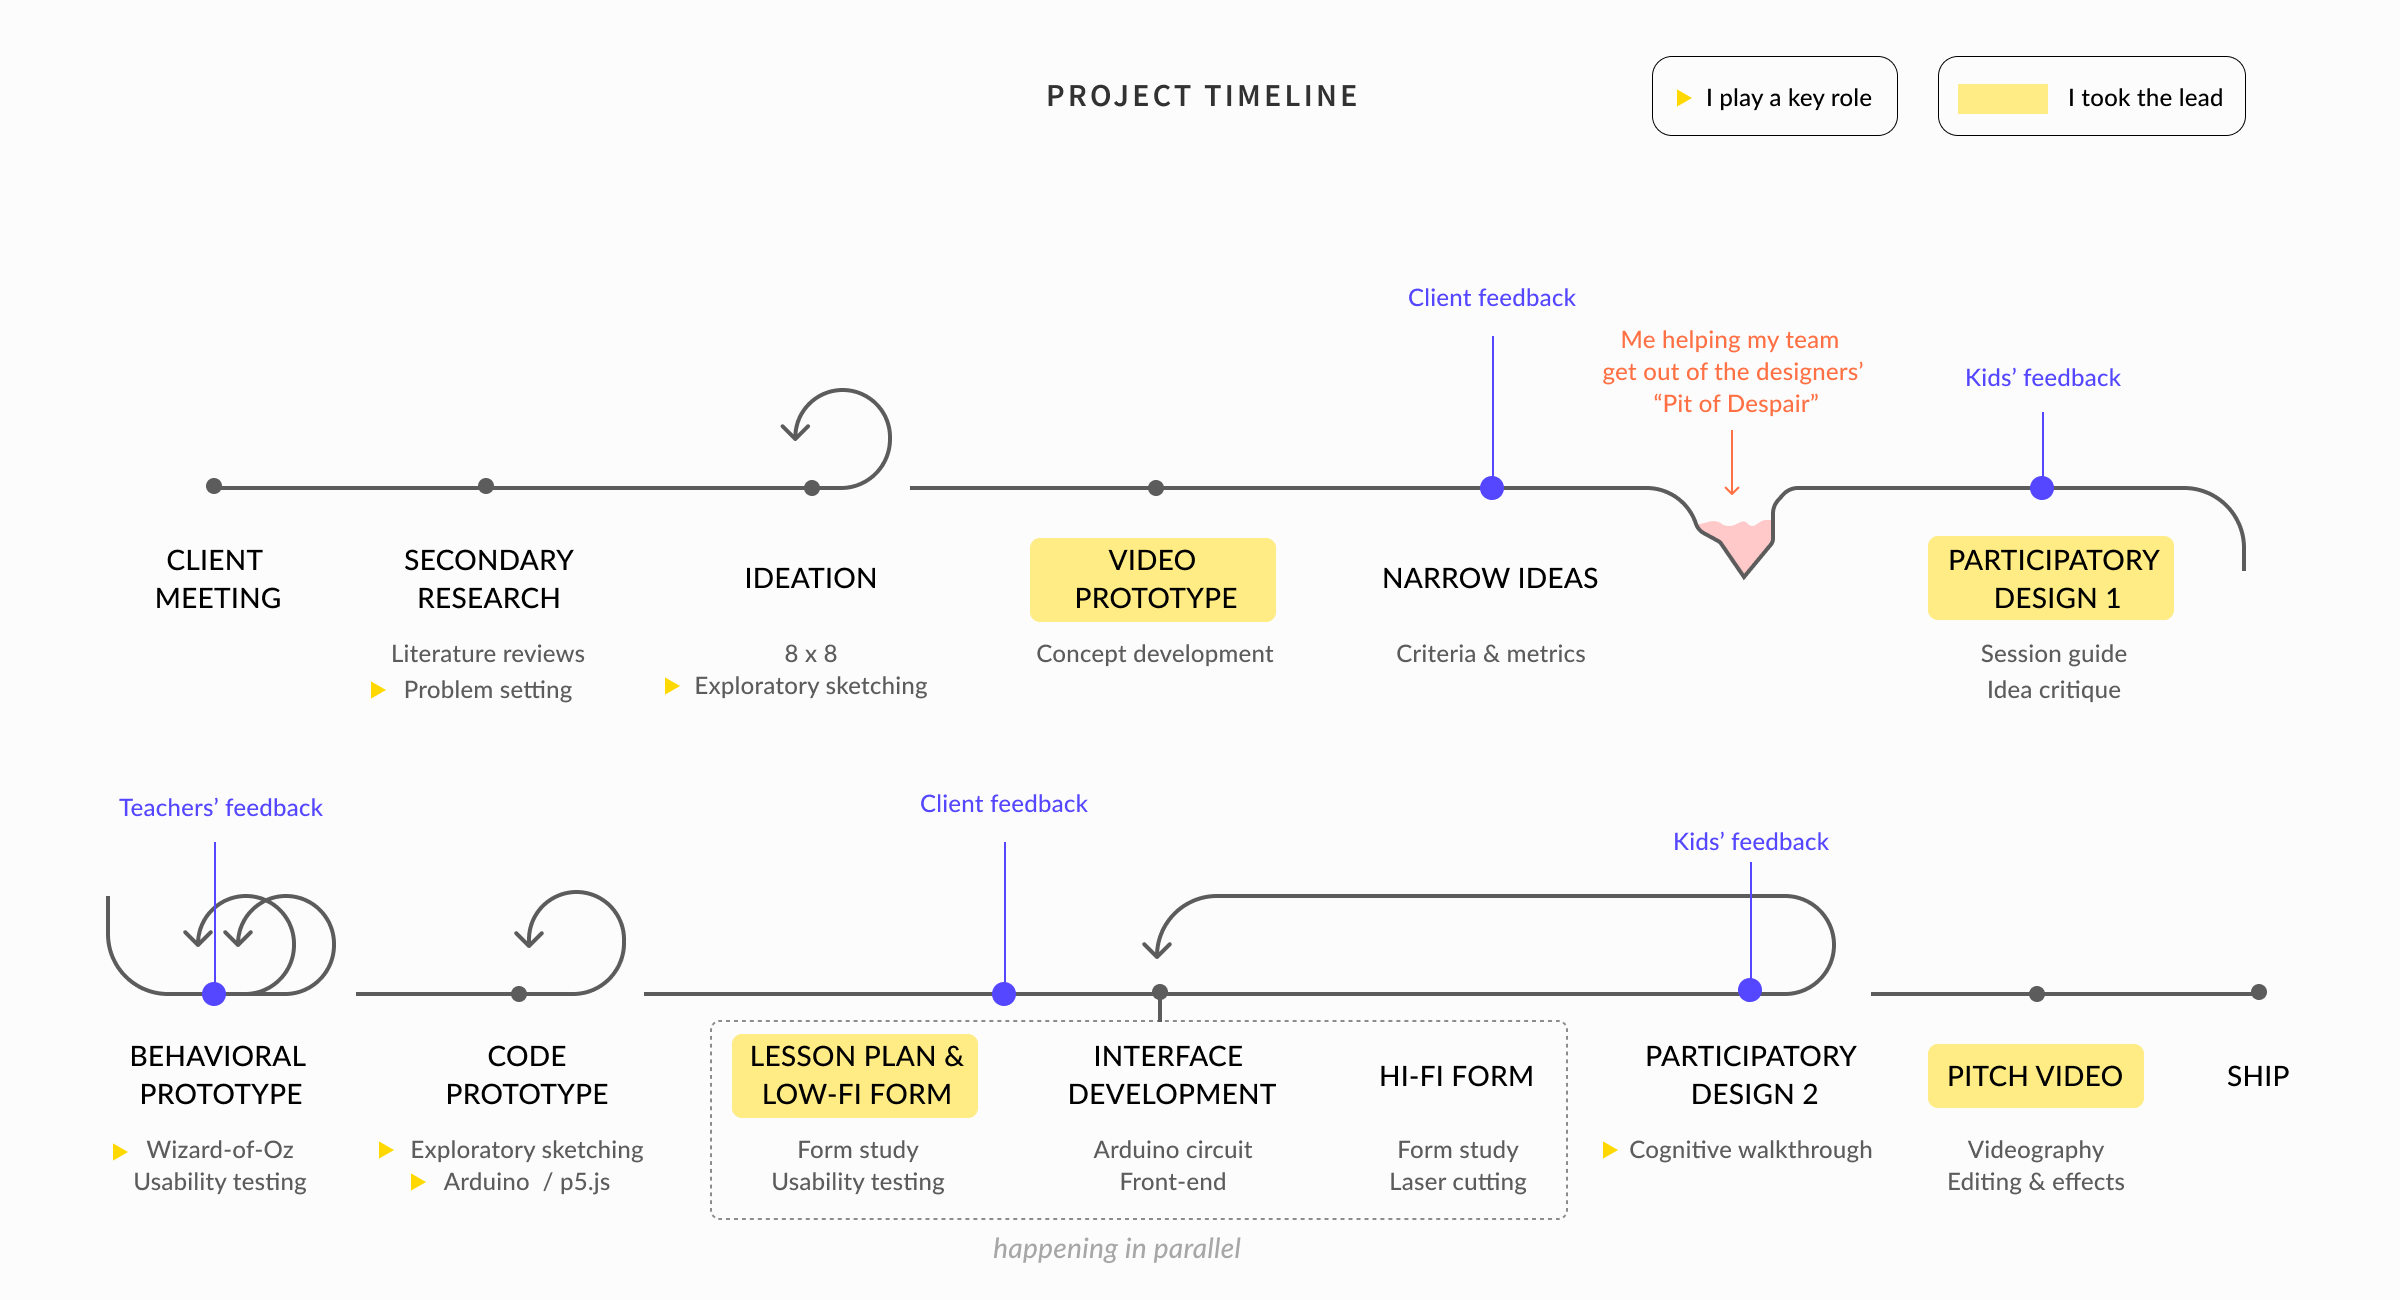 PROJECT TIMELINE
I play a key role
I took the lead
Client feedback
Me helping my team
get out of the designers’
“Pit of Despair”
Kids’ feedback
CLIENT
MEETING
SECONDARY
RESEARCH
Literature reviews
Problem setting
IDEATION
8 x 8
Exploratory sketching
VIDEO
PROTOTYPE
Concept development
NARROW IDEAS
Criteria & metrics
PARTICIPATORY
DESIGN 1
Session guide
Idea critique
Teachers’ feedback
Client feedback
Kids’ feedback
BEHAVIORAL
PROTOTYPE
Wizard-of-Oz
Usability testing
CODE
PROTOTYPE
Exploratory sketching
Arduino / p5.js
LESSON PLAN &
LOW-FI FORM
Form study
Usability testing
INTERFACE
DEVELOPMENT
Arduino circuit
Front-end
HI-FI FORM
Form study
Laser cutting
PARTICIPATORY
DESIGN 2
Cognitive walkthrough
PITCH VIDEO
Videography
Editing & effects
SHIP
happening in parallel